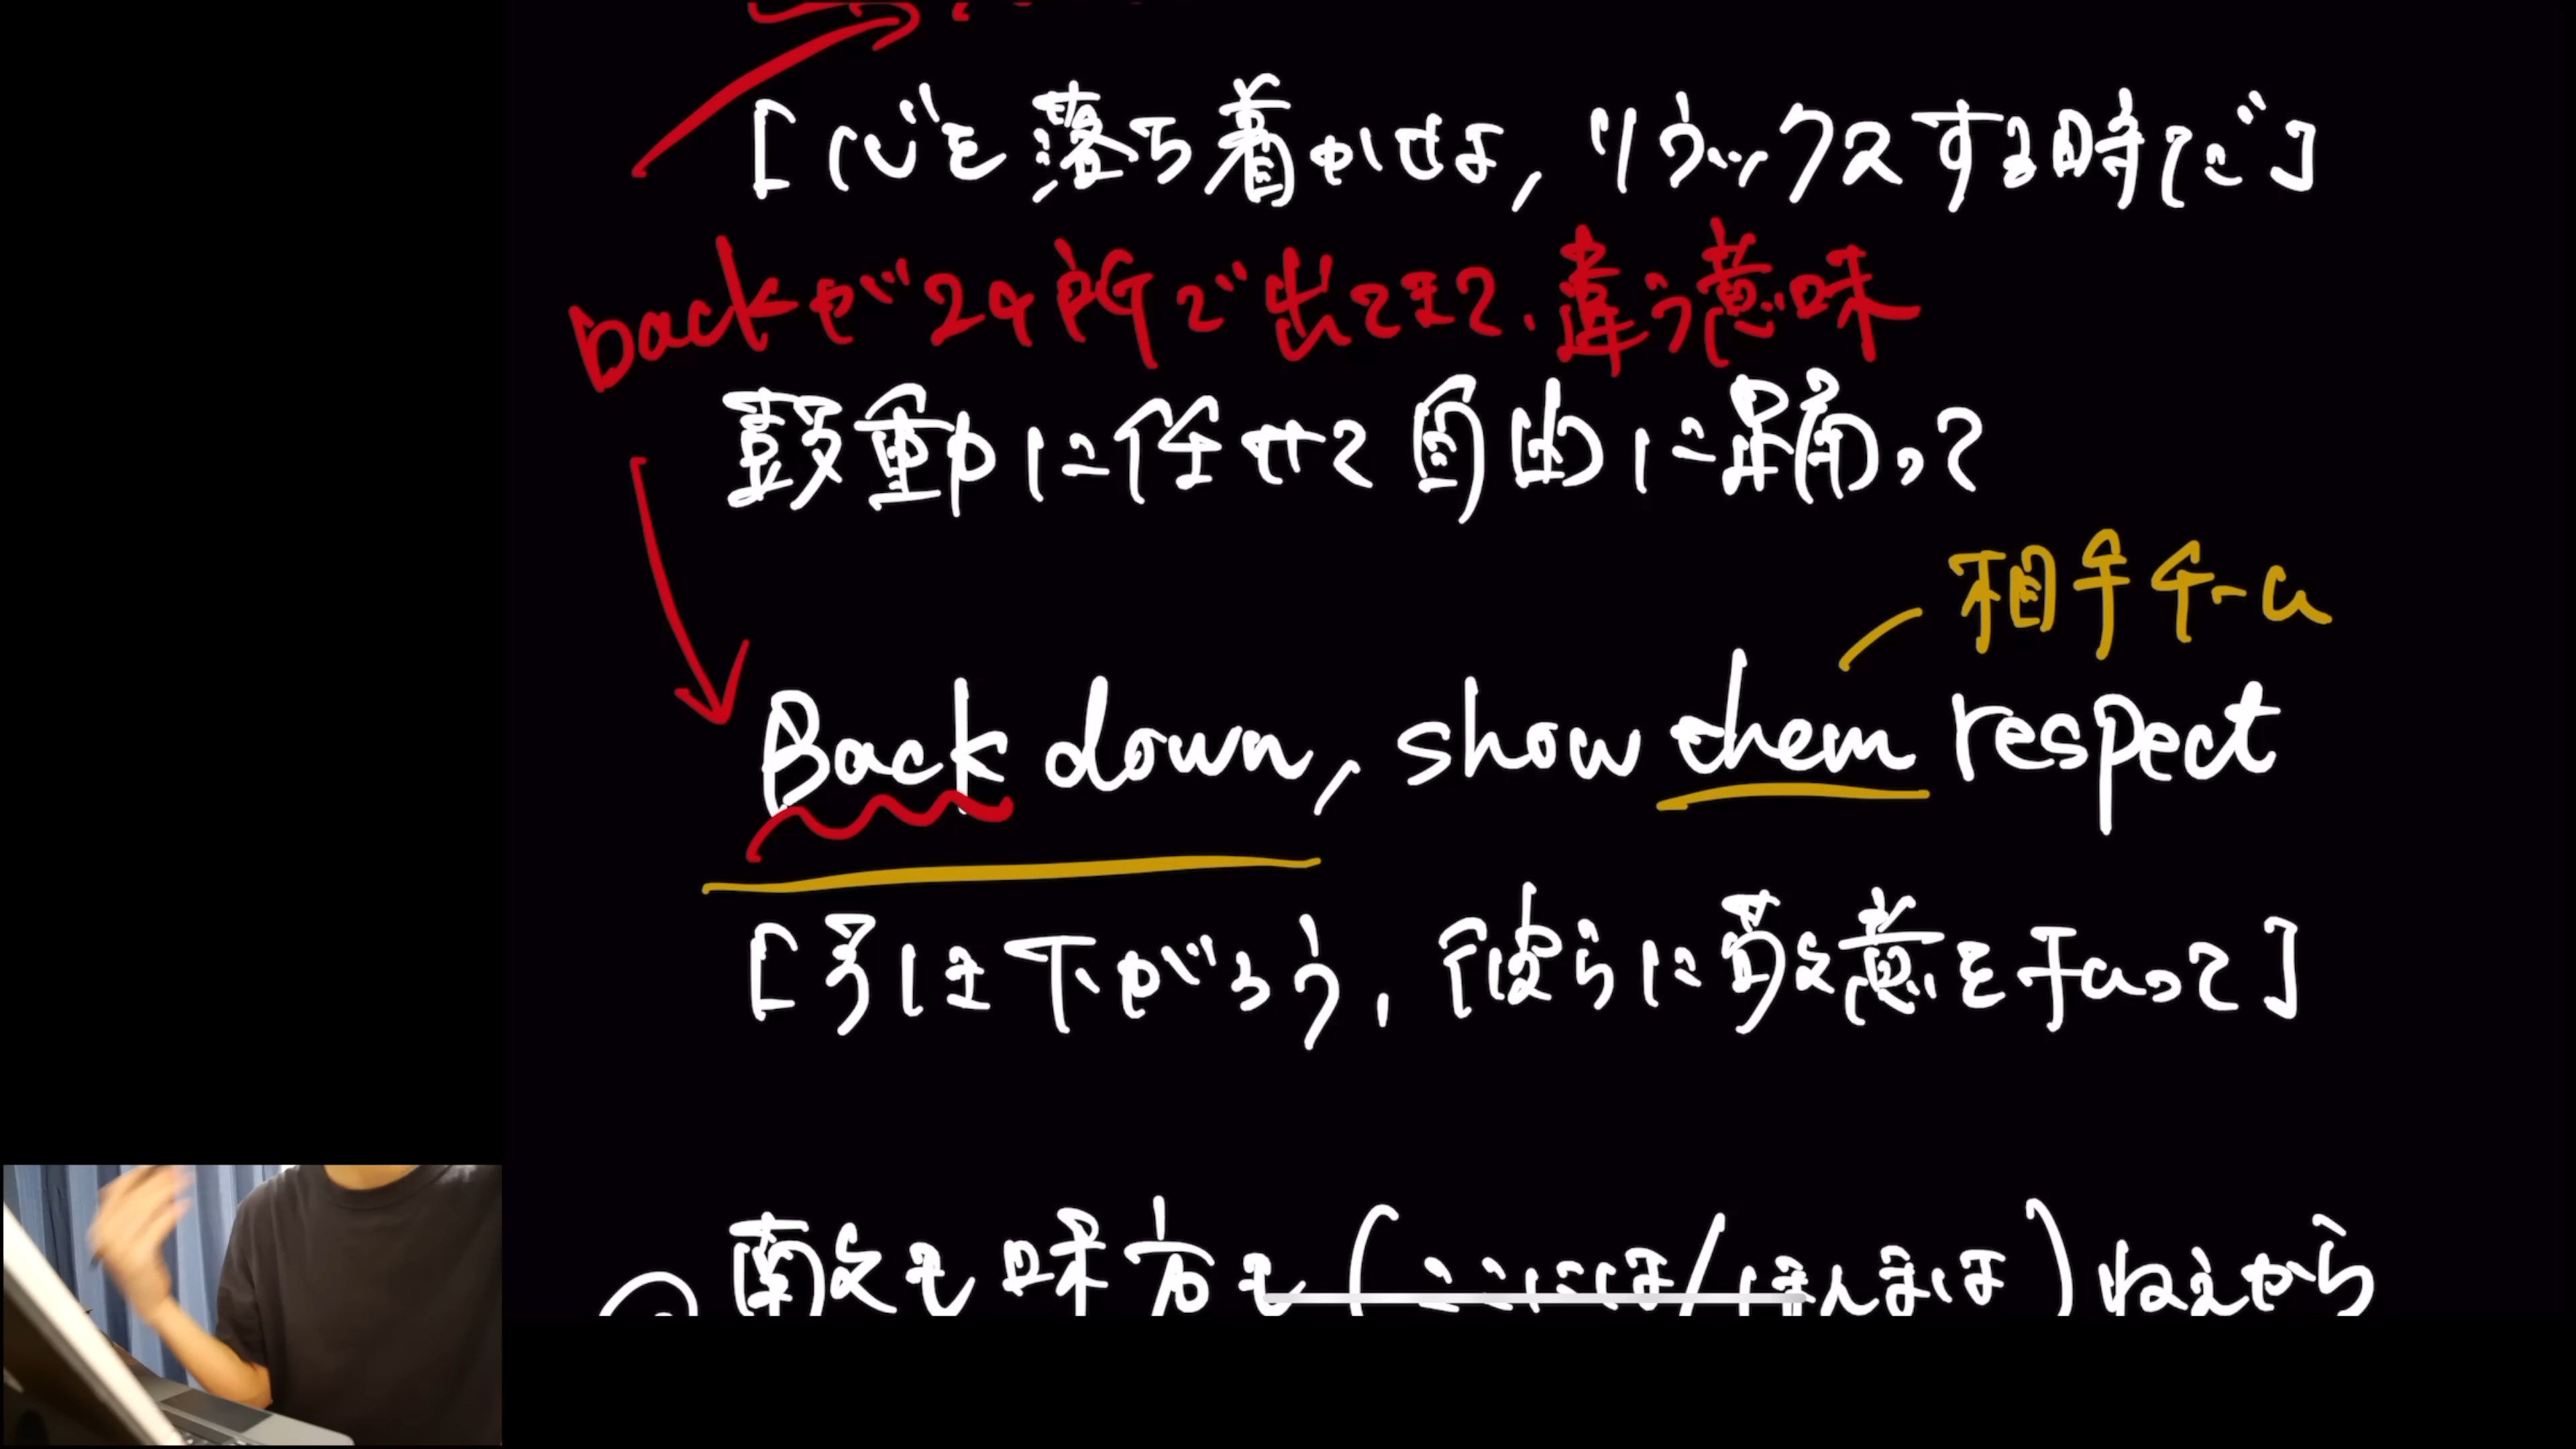 [心を落ち着かせな, リラックスする時だ]
backが2ヶ所で出てきて、違う意味
鼓動に任せて自由に踊って
相手チーム
Back down, show them respect
[引き下がろう, 彼らに敬意を払って]
敵も味方も(ここには/ほんまは)ねえから